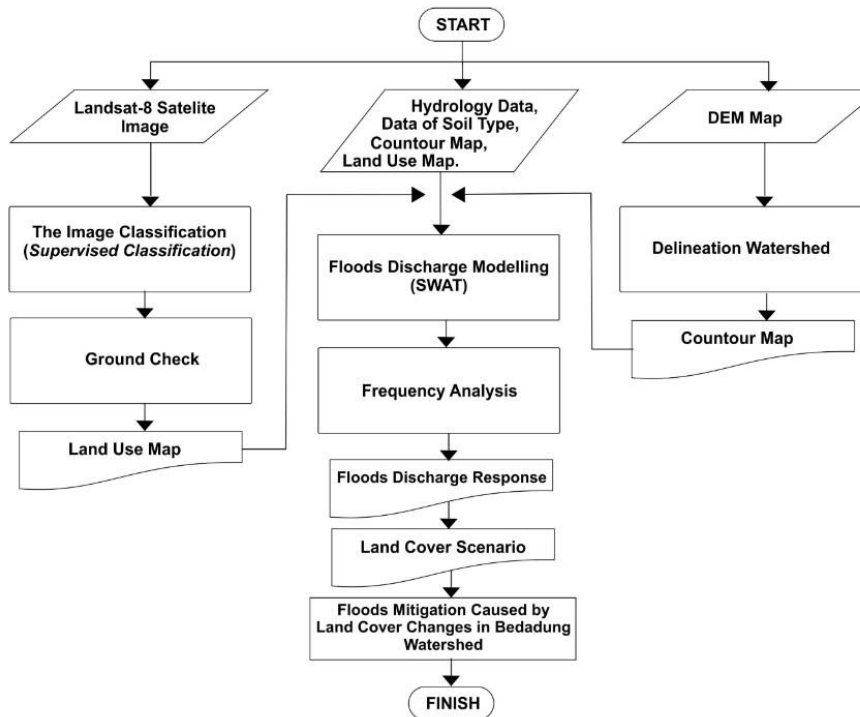 START
Landsat-8 Satelite
Image
Hydrology Data,
Data of Soil Type,
Countour Map,
Land Use Map.
DEM Map
The Image Classification
(Supervised Classification)
Floods Discharge Modelling
(SWAT)
Delineation Watershed
Ground Check
Frequency Analysis
Countour Map
Land Use Map
Floods Discharge Response
Land Cover Scenario
Floods Mitigation Caused by
Land Cover Changes in Bedadung
Watershed
FINISH